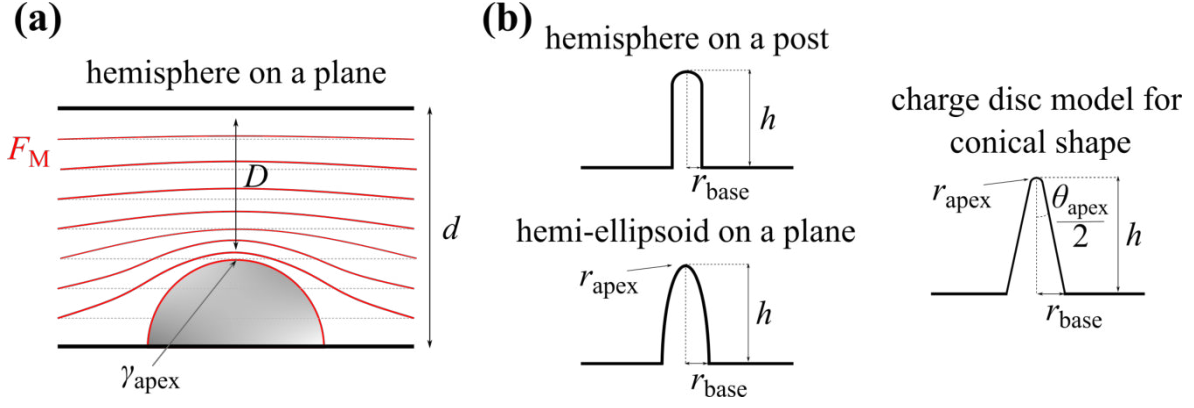 (a)
hemisphere on a plane
F_M
D
d
γ_apex
(b)
hemisphere on a post
h
r_base
hemi-ellipsoid on a plane
r_apex
h
r_base
charge disc model for
conical shape
r_apex
θ_apex
2
h
r_base